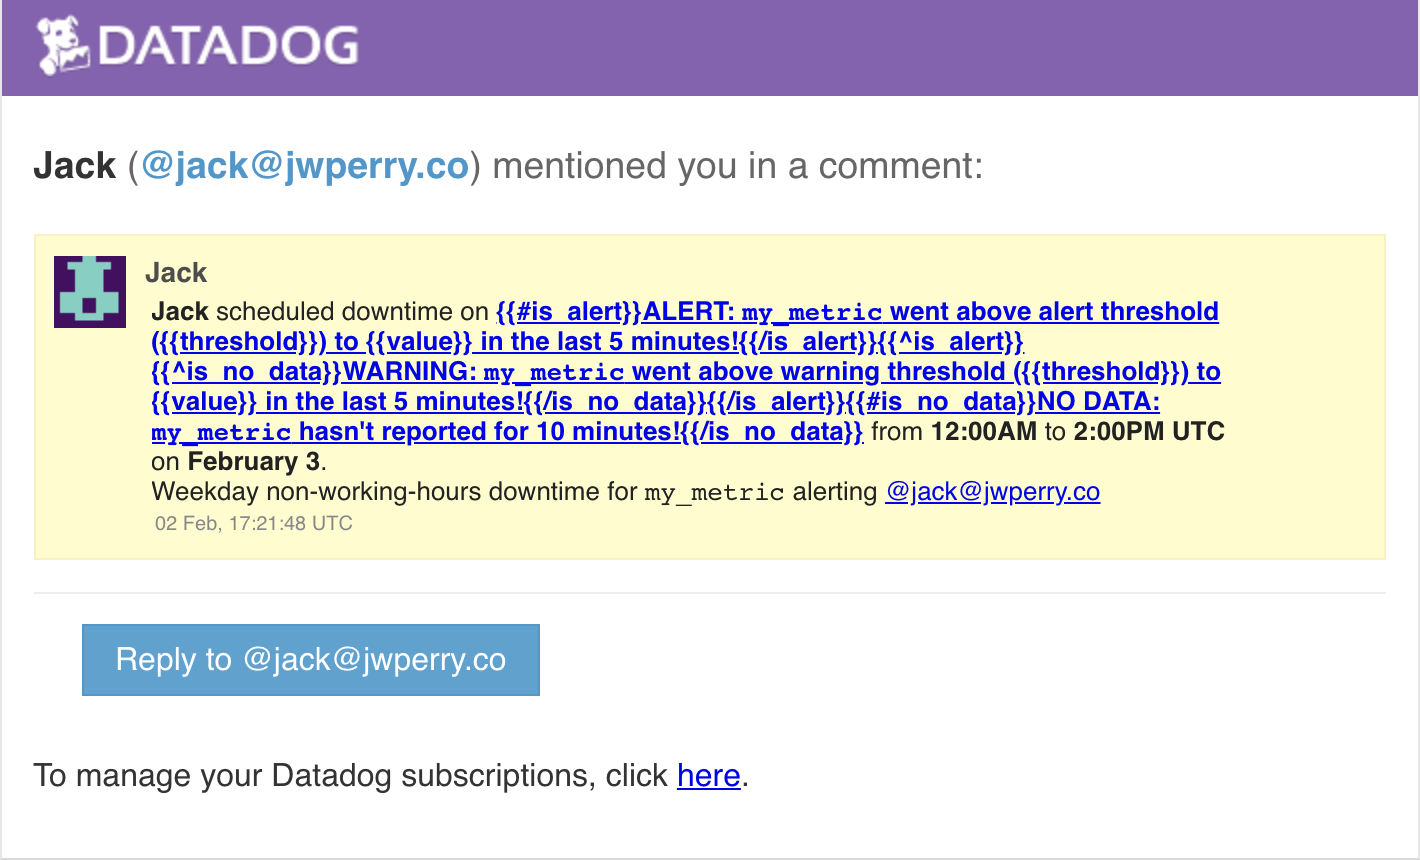 DATADOG
Jack (@jack@jwperry.co) mentioned you in a comment:
Jack
Jack scheduled downtime on {{#is_alert}}ALERT: my_metric went above alert threshold
({{threshold}}) to {{value}} in the last 5 minutes!{{/is_alert}}{{^is_alert}}
{{^is_no_data}}WARNING: my_metric went above warning threshold ({{threshold}}) to
{{value}} in the last 5 minutes!{{/is_no_data}}{{/is_alert}}{{#is_no_data}}NO DATA:
my_metric hasn't reported for 10 minutes!{{/is_no_data}} from 12:00AM to 2:00PM UTC
on February 3.
Weekday non-working-hours downtime for my_metric alerting @jack@jwperry.co
02 Feb, 17:21:48 UTC
Reply to @jack@jwperry.co
To manage your Datadog subscriptions, click here.